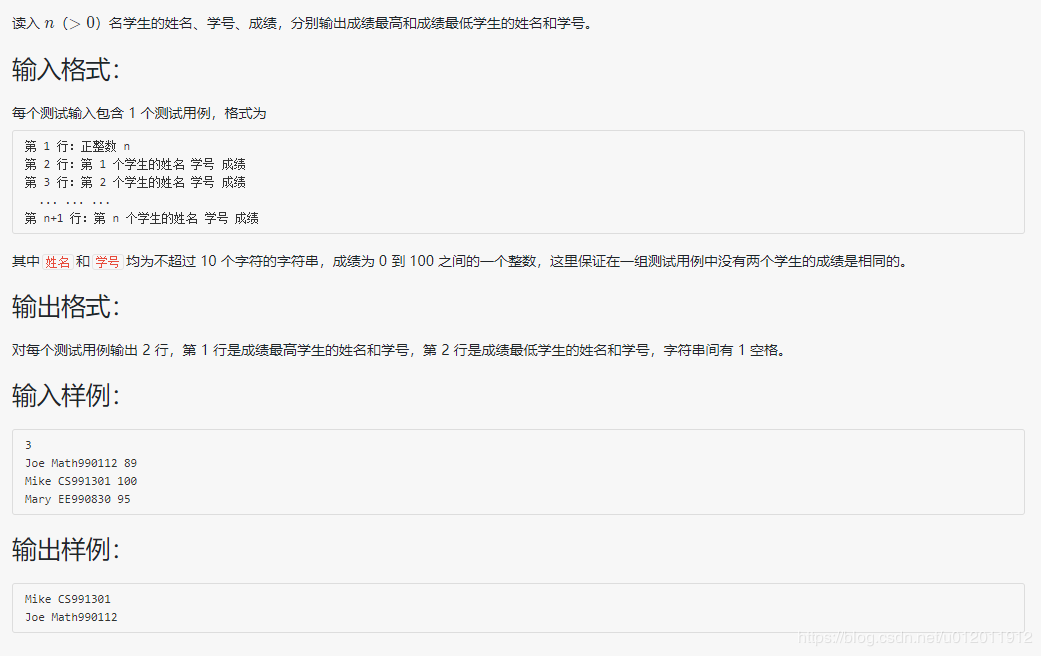 读入 n（> 0）名学生的姓名、学号、成绩，分别输出成绩最高和成绩最低学生的姓名和学号。
输入格式：
每个测试输入包含 1 个测试用例，格式为
第 1 行：正整数 n
第 2 行：第 1 个学生的姓名 学号 成绩
第 3 行：第 2 个学生的姓名 学号 成绩
... ... ...
第 n+1 行：第 n 个学生的姓名 学号 成绩
其中 姓名 和 学号 均为不超过 10 个字符的字符串，成绩为 0 到 100 之间的一个整数，这里保证在一组测试用例中没有两个学生的成绩是相同的。
输出格式：
对每个测试用例输出 2 行，第 1 行是成绩最高学生的姓名和学号，第 2 行是成绩最低学生的姓名和学号，字符串间有 1 空格。
输入样例：
3
Joe Math990112 89
Mike CS991301 100
Mary EE990830 95
输出样例：
Mike CS991301
Joe Math990112
https://blog.csdn.net/u012011912